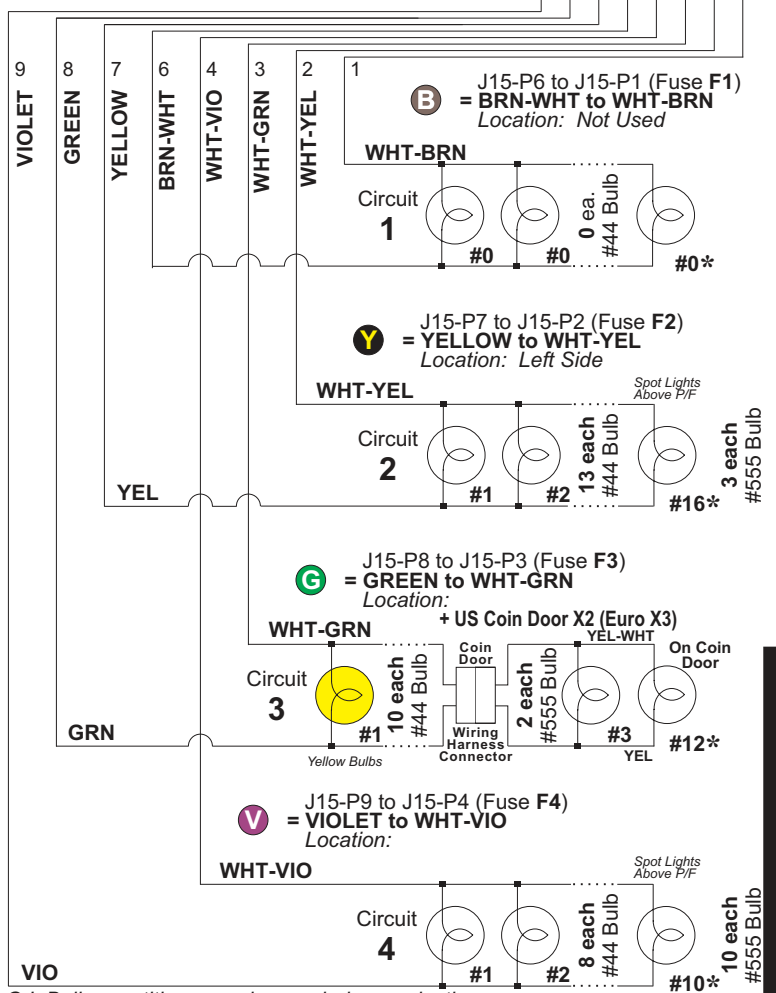 9 8 7 6 4 3 2 1
VIOLET
GREEN
YELLOW
BRN-WHT
WHT-VIO
WHT-GRN
WHT-YEL
B
J15-P6 to J15-P1 (Fuse F1)
= BRN-WHT to WHT-BRN
Location: Not Used
WHT-BRN
Circuit
1
#0
#0
0 ea.
#44 Bulb
#0*
Y
J15-P7 to J15-P2 (Fuse F2)
= YELLOW to WHT-YEL
Location: Left Side
WHT-YEL
Circuit
2
YEL
#1
#2
13 each
#44 Bulb
Spot Lights
Above P/F
#16*
3 each
#555 Bulb
G
J15-P8 to J15-P3 (Fuse F3)
= GREEN to WHT-GRN
Location:
+ US Coin Door X2 (Euro X3)
WHT-GRN
Circuit
3
GRN
#1
Yellow Bulbs
10 each
#44 Bulb
Coin
Door
Wiring
Harness
Connector
YEL-WHT
2 each
#555 Bulb
#3
YEL
On Coin
Door
#12*
V
J15-P9 to J15-P4 (Fuse F4)
= VIOLET to WHT-VIO
Location:
WHT-VIO
Circuit
4
VIO
#1
#2
8 each
#44 Bulb
Spot Lights
Above P/F
#10*
10 each
#555 Bulb